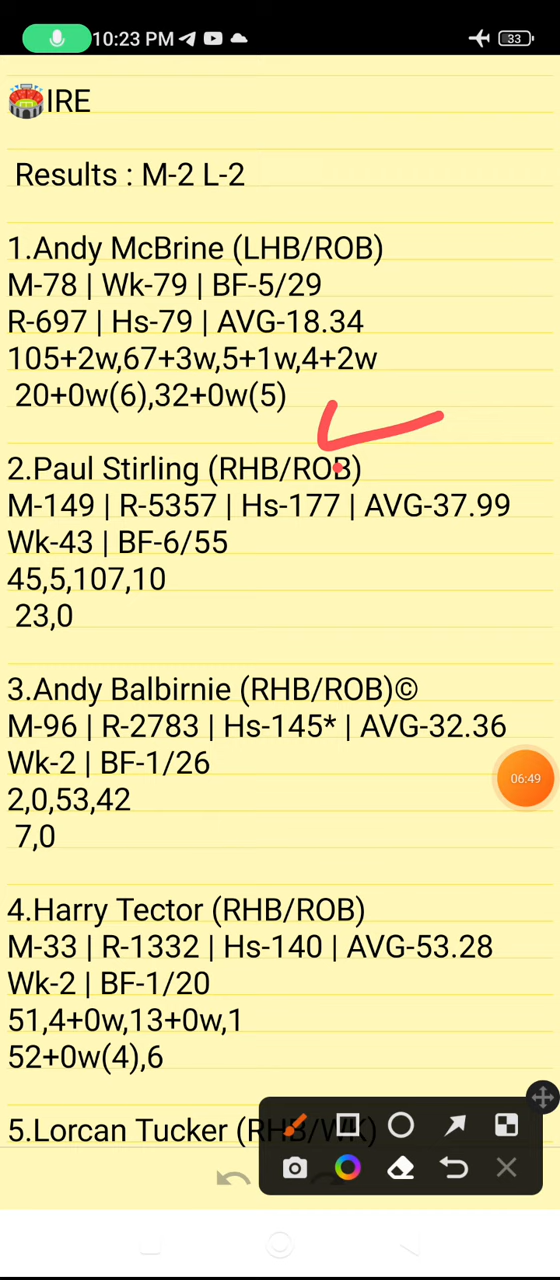 10:23 PM
33
🏟️IRE
Results : M-2 L-2
1.Andy McBrine (LHB/ROB)
M-78 | Wk-79 | BF-5/29
R-697 | Hs-79 | AVG-18.34
105+2w,67+3w,5+1w,4+2w
20+0w(6),32+0w(5)
2.Paul Stirling (RHB/ROB)
M-149 | R-5357 | Hs-177 | AVG-37.99
Wk-43 | BF-6/55
45,5,107,10
23,0
3.Andy Balbirnie (RHB/ROB)©
M-96 | R-2783 | Hs-145* | AVG-32.36
Wk-2 | BF-1/26
06:49
2,0,53,42
7,0
4.Harry Tector (RHB/ROB)
M-33 | R-1332 | Hs-140 | AVG-53.28
Wk-2 | BF-1/20
51,4+0w,13+0w,1
52+0w(4),6
5.Lorcan Tucker (RHB/WK)